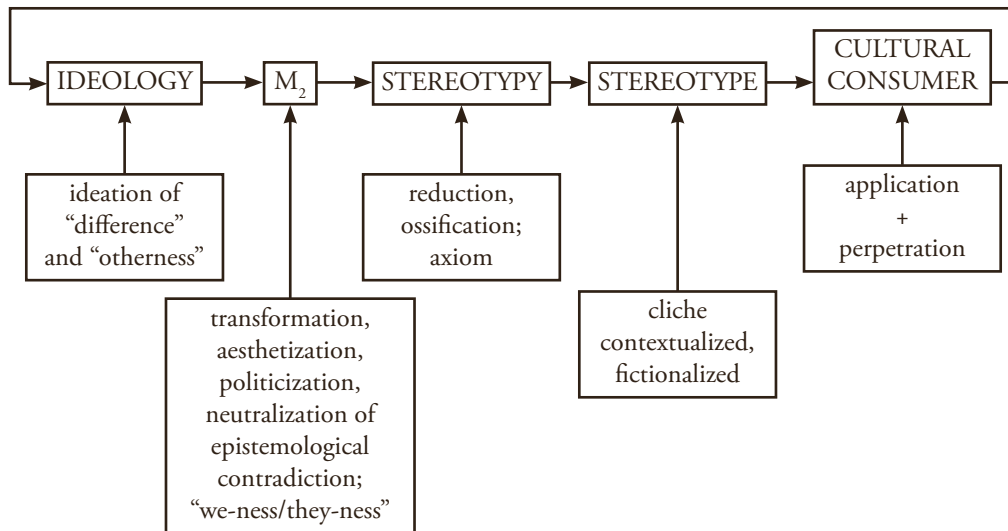 IDEOLOGY
M₂
STEREOTYPY
STEREOTYPE
CULTURAL
CONSUMER
ideation of
“difference”
and “otherness”
transformation,
aesthetization,
politicization,
neutralization of
epistemological
contradiction;
“we-ness/they-ness”
reduction,
ossification;
axiom
cliche
contextualized,
fictionalized
application
+
perpetration